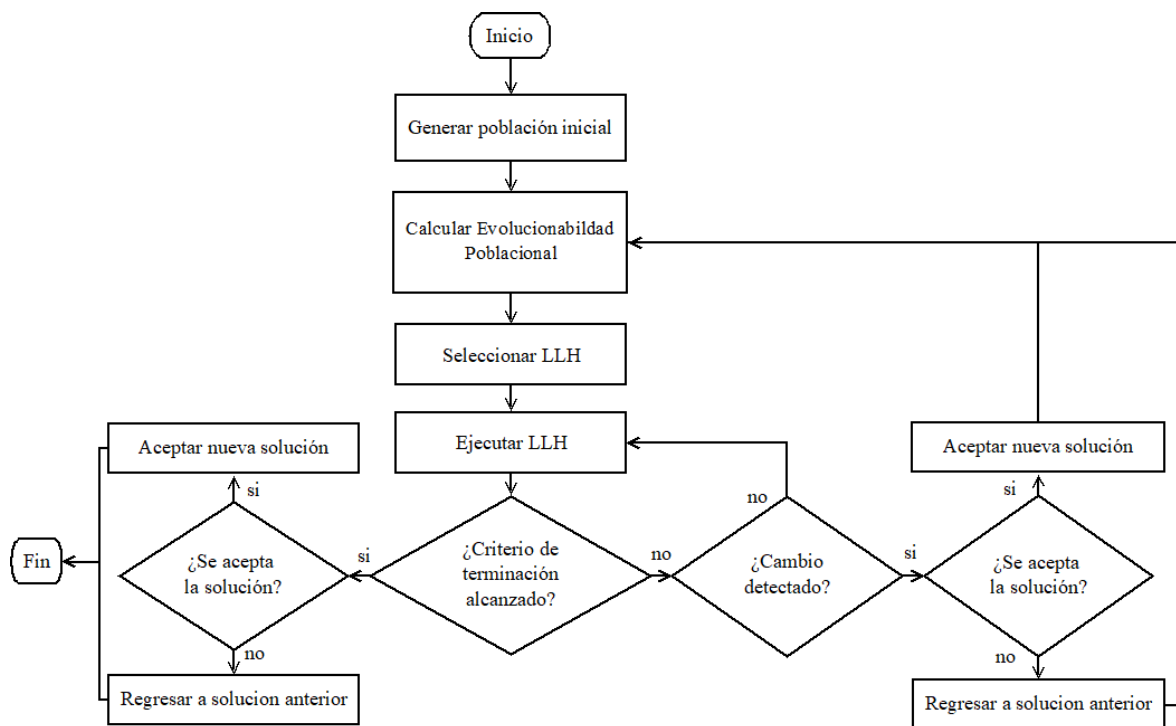 Inicio
Generar población inicial
Calcular Evolucionabildad
Poblacional
Seleccionar LLH
Ejecutar LLH
Aceptar nueva solución
Aceptar nueva solución
si
no
si
¿Se acepta
la solución?
si
¿Criterio de
terminación
alcanzado?
no
¿Cambio
detectado?
si
¿Se acepta
la solución?
Fin
no
no
Regresar a solucion anterior
Regresar a solucion anterior